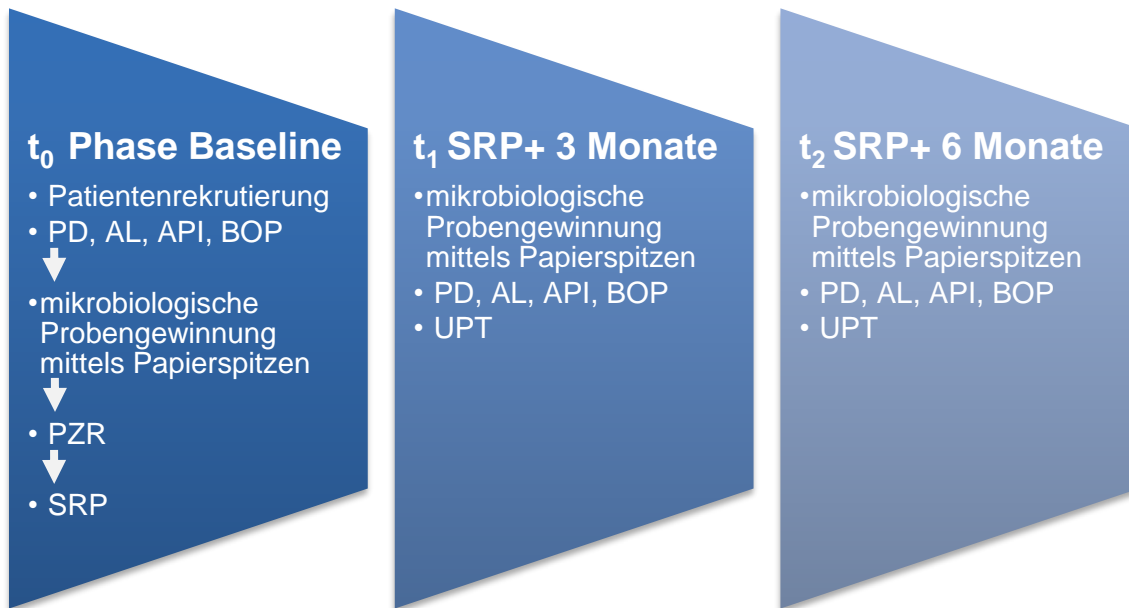 t₀ Phase Baseline
• Patientenrekrutierung
• PD, AL, API, BOP
•mikrobiologische
Probengewinnung
mittels Papierspitzen
• PZR
• SRP
t₁ SRP+ 3 Monate
•mikrobiologische
Probengewinnung
mittels Papierspitzen
• PD, AL, API, BOP
• UPT
t₂ SRP+ 6 Monate
•mikrobiologische
Probengewinnung
mittels Papierspitzen
• PD, AL, API, BOP
• UPT